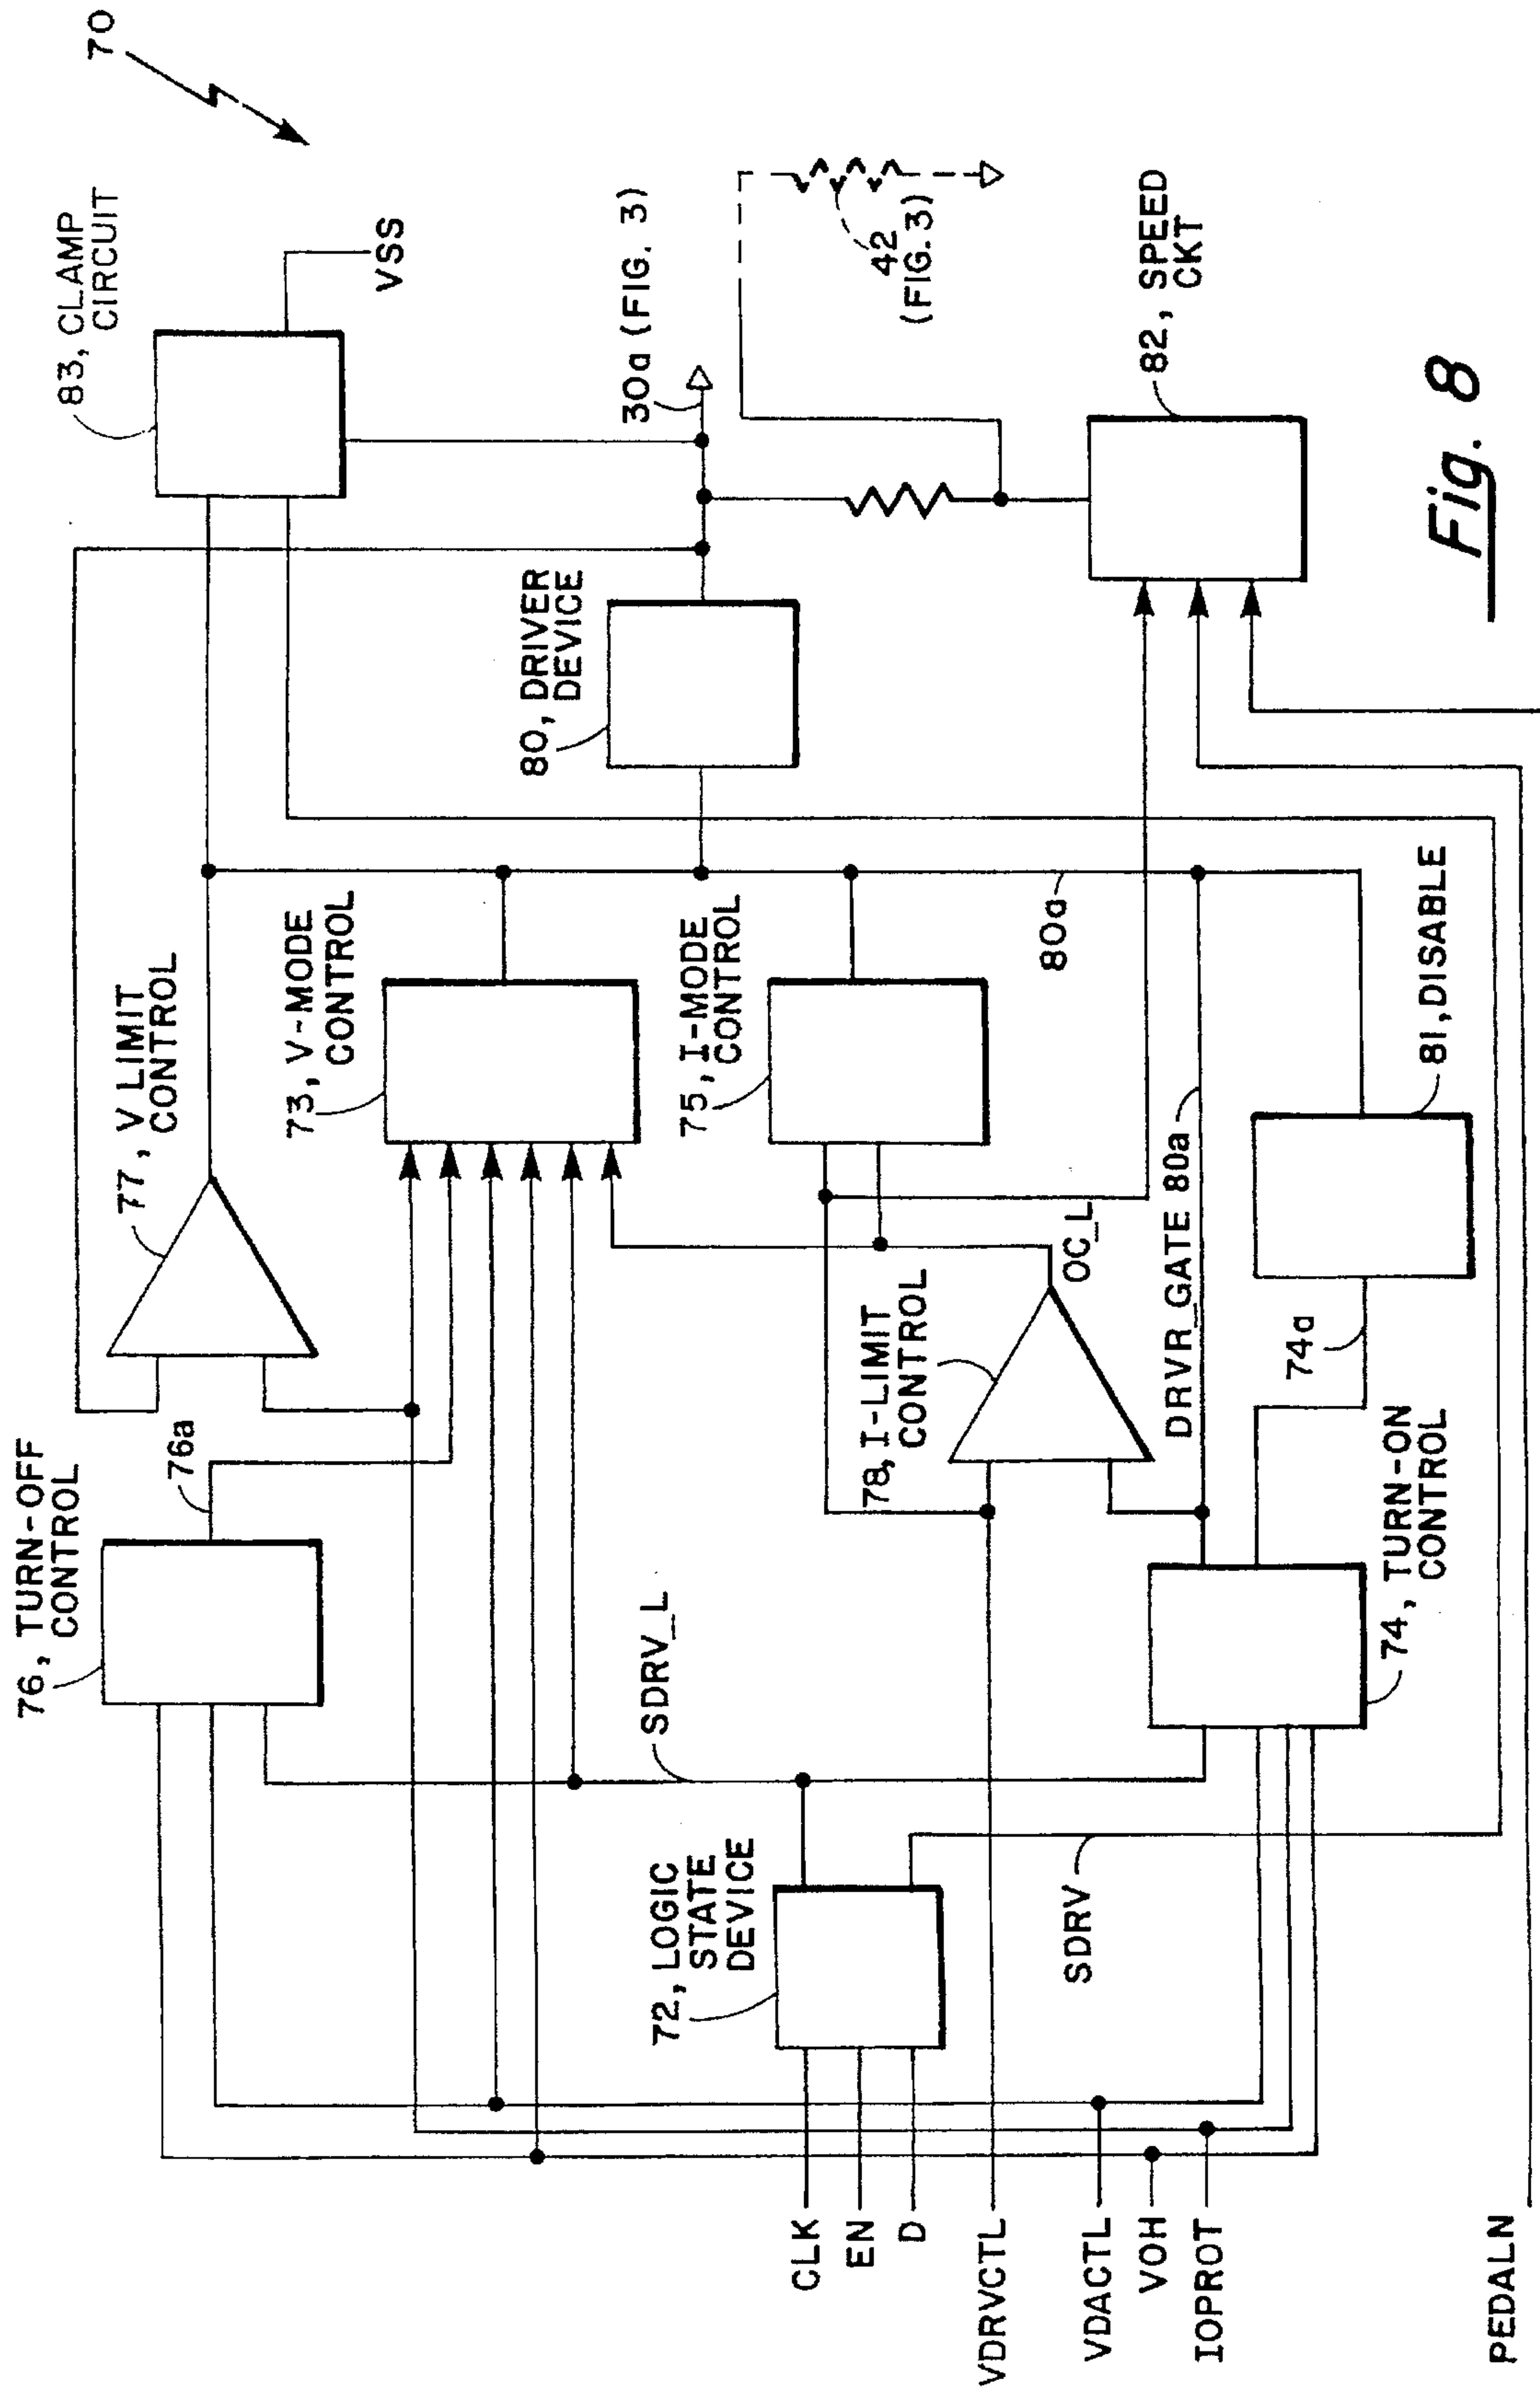 70
83, CLAMP
CIRCUIT
VSS
30a (FIG. 3)
42
(FIG.3)
82, SPEED
CKT
80, DRIVER
DEVICE
77, V LIMIT
CONTROL
73, V-MODE
CONTROL
75, I-MODE
CONTROL
80a
81, DISABLE
76, TURN-OFF
CONTROL
76a
78, I-LIMIT
CONTROL
OC_L
DRVR_GATE 80a
74a
74, TURN-ON
CONTROL
SDRV_L
72, LOGIC
STATE
DEVICE
SDRV
CLK
EN
D
VDRVCTL
VDACTL
VOH
IOPROT
PEDALN
Fig. 8